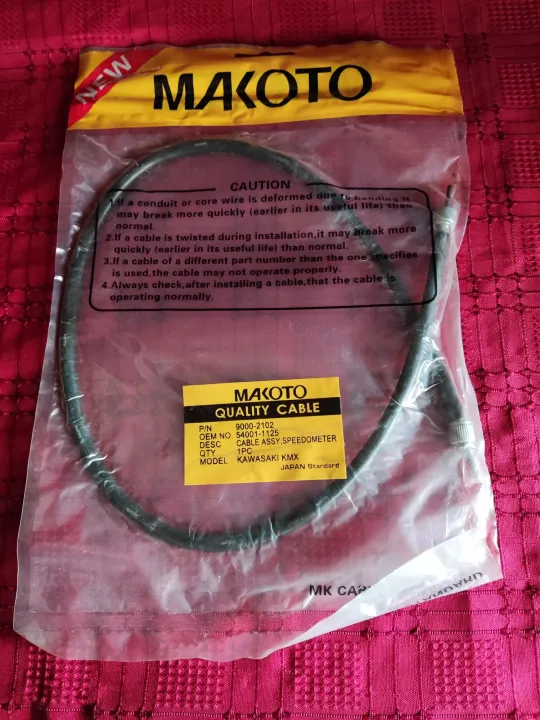 NEW
MAKOTO
CAUTION
1.If a conduit or core wire is deformed due to bending.It
may break more quickly (earlier in its useful life) than
normal.
2.If a cable is twisted during installation,it may break more
quickly (earlier in its useful life) than normal.
3.If a cable of a different part number than the one specifies
is used,the cable may not operate properly.
4.Always check,after installing a cable,that the cable is
operating normally.
MAKOTO
QUALITY CABLE
P/N 9000-2102
OEM NO. 54001-1125
DESC CABLE ASSY,SPEEDOMETER
QTY 1PC
MODEL KAWASAKI KMX
JAPAN Standard
MK